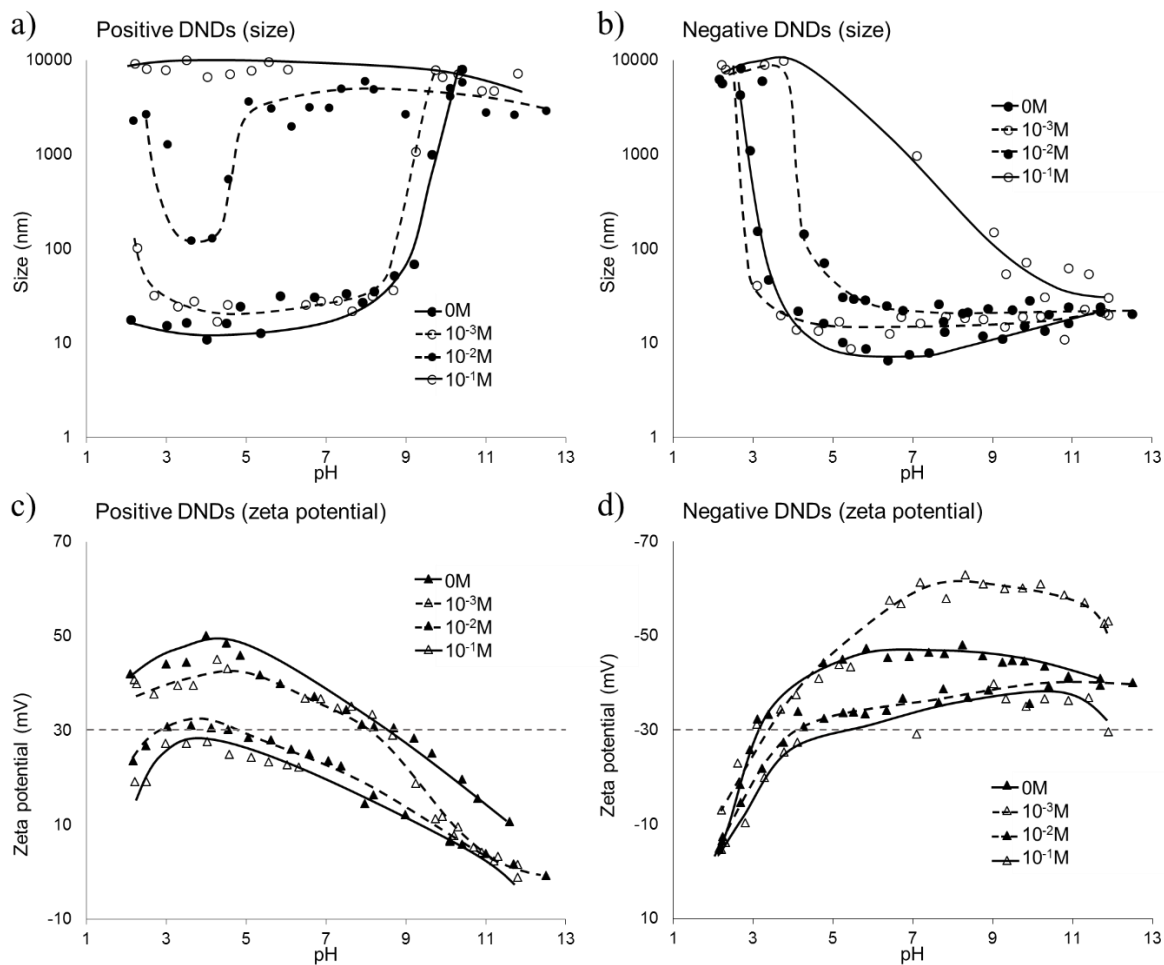 a)
Positive DNDs (size)
10000
1000
100
10
1
Size (nm)
1 3 5 7 9 11 13
pH
0M
10⁻³M
10⁻²M
10⁻¹M
b)
Negative DNDs (size)
10000
1000
100
10
1
Size (nm)
1 3 5 7 9 11 13
pH
0M
10⁻³M
10⁻²M
10⁻¹M
c)
Positive DNDs (zeta potential)
70
50
30
10
-10
Zeta potential (mV)
1 3 5 7 9 11 13
pH
0M
10⁻³M
10⁻²M
10⁻¹M
d)
Negative DNDs (zeta potential)
-70
-50
-30
-10
10
Zeta potential (mV)
1 3 5 7 9 11 13
pH
0M
10⁻³M
10⁻²M
10⁻¹M